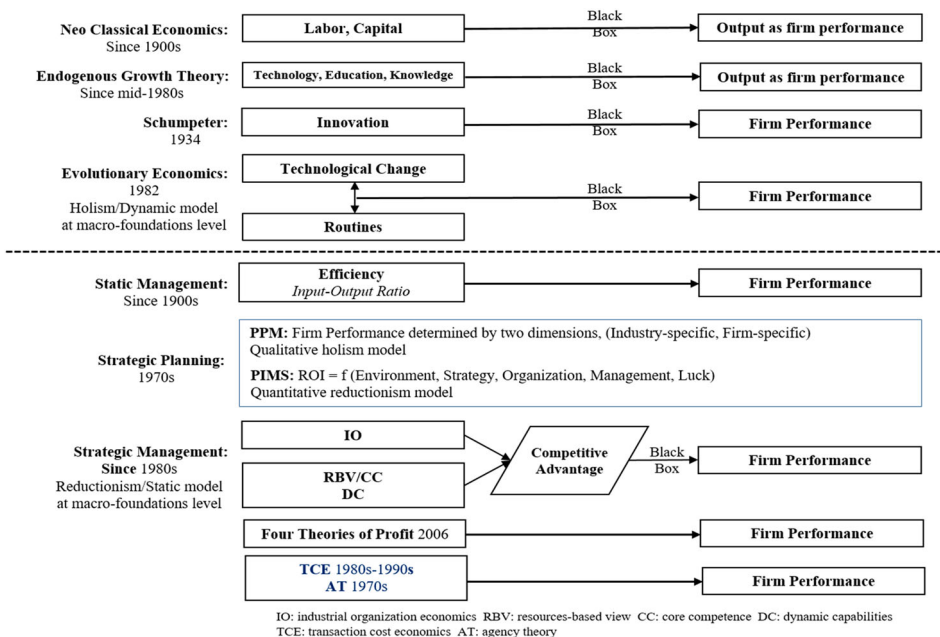 Neo Classical Economics:
Since 1900s
Labor, Capital
Black
Box
Output as firm performance
Endogenous Growth Theory:
Since mid-1980s
Technology, Education, Knowledge
Black
Box
Output as firm performance
Schumpeter:
1934
Innovation
Black
Box
Firm Performance
Evolutionary Economics:
1982
Holism/Dynamic model
at macro-foundations level
Technological Change
Routines
Black
Box
Firm Performance
Static Management:
Since 1900s
Efficiency
Input-Output Ratio
Firm Performance
Strategic Planning:
1970s
PPM: Firm Performance determined by two dimensions, (Industry-specific, Firm-specific)
Qualitative holism model
PIMS: ROI = f (Environment, Strategy, Organization, Management, Luck)
Quantitative reductionism model
Strategic Management:
Since 1980s
Reductionism/Static model
at macro-foundations level
IO
RBV/CC
DC
Competitive
Advantage
Black
Box
Firm Performance
Four Theories of Profit 2006
Firm Performance
TCE 1980s-1990s
AT 1970s
Firm Performance
IO: industrial organization economics RBV: resources-based view CC: core competence DC: dynamic capabilities
TCE: transaction cost economics AT: agency theory